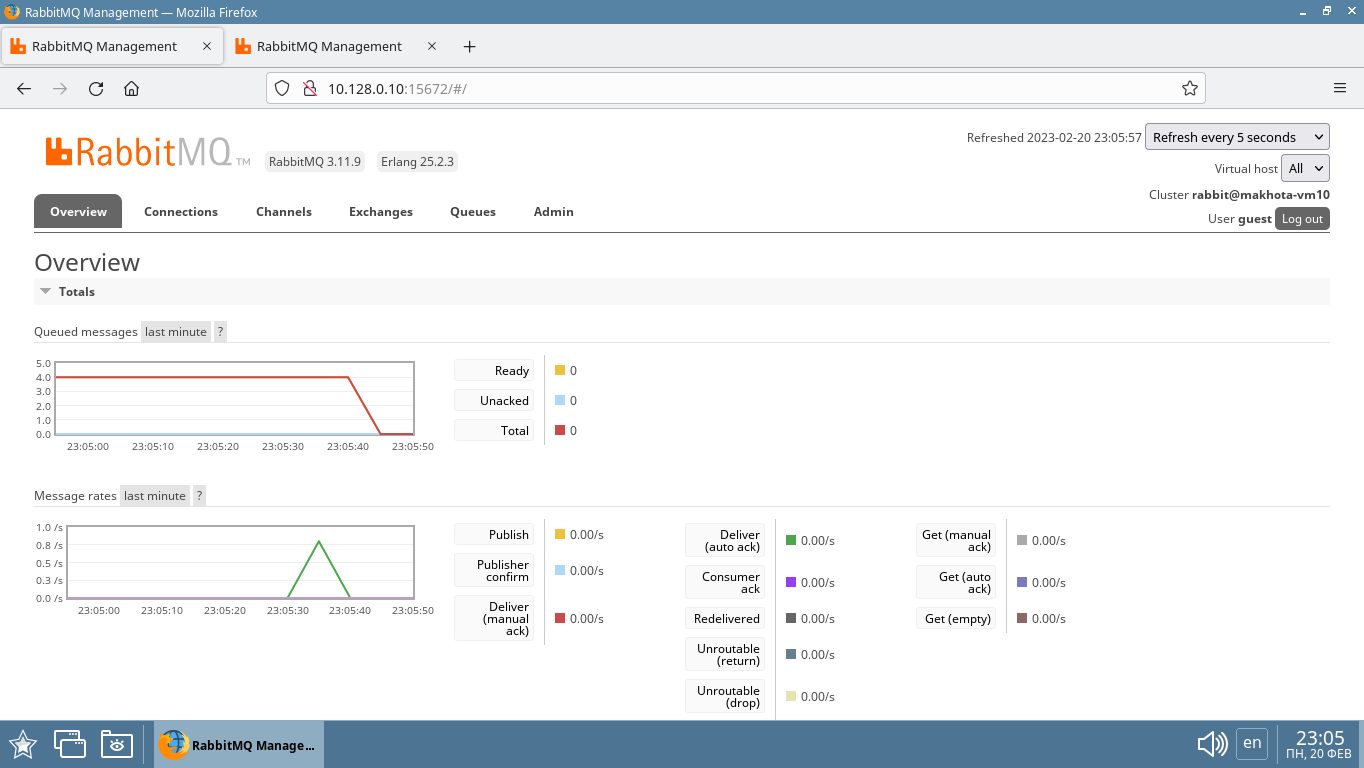 RabbitMQ Management — Mozilla Firefox
RabbitMQ Management
RabbitMQ Management
10.128.0.10:15672/#/
RabbitMQ TM
RabbitMQ 3.11.9
Erlang 25.2.3
Refreshed 2023-02-20 23:05:57
Refresh every 5 seconds
Virtual host
All
Cluster rabbit@makhota-vm10
User guest
Log out
Overview
Connections
Channels
Exchanges
Queues
Admin
Overview
Totals
Queued messages last minute ?
5.0
4.0
3.0
2.0
1.0
0.0
23:05:00 23:05:10 23:05:20 23:05:30 23:05:40 23:05:50
Ready 0
Unacked 0
Total 0
Message rates last minute ?
1.0 /s
0.8 /s
0.5 /s
0.3 /s
0.0 /s
23:05:00 23:05:10 23:05:20 23:05:30 23:05:40 23:05:50
Publish 0.00/s
Publisher
confirm 0.00/s
Deliver
(manual
ack) 0.00/s
Deliver
(auto ack) 0.00/s
Consumer
ack 0.00/s
Redelivered 0.00/s
Unroutable
(return) 0.00/s
Unroutable
(drop) 0.00/s
Get (manual
ack) 0.00/s
Get (auto
ack) 0.00/s
Get (empty) 0.00/s
RabbitMQ Manage...
en
23:05
ПН, 20 ФЕВ